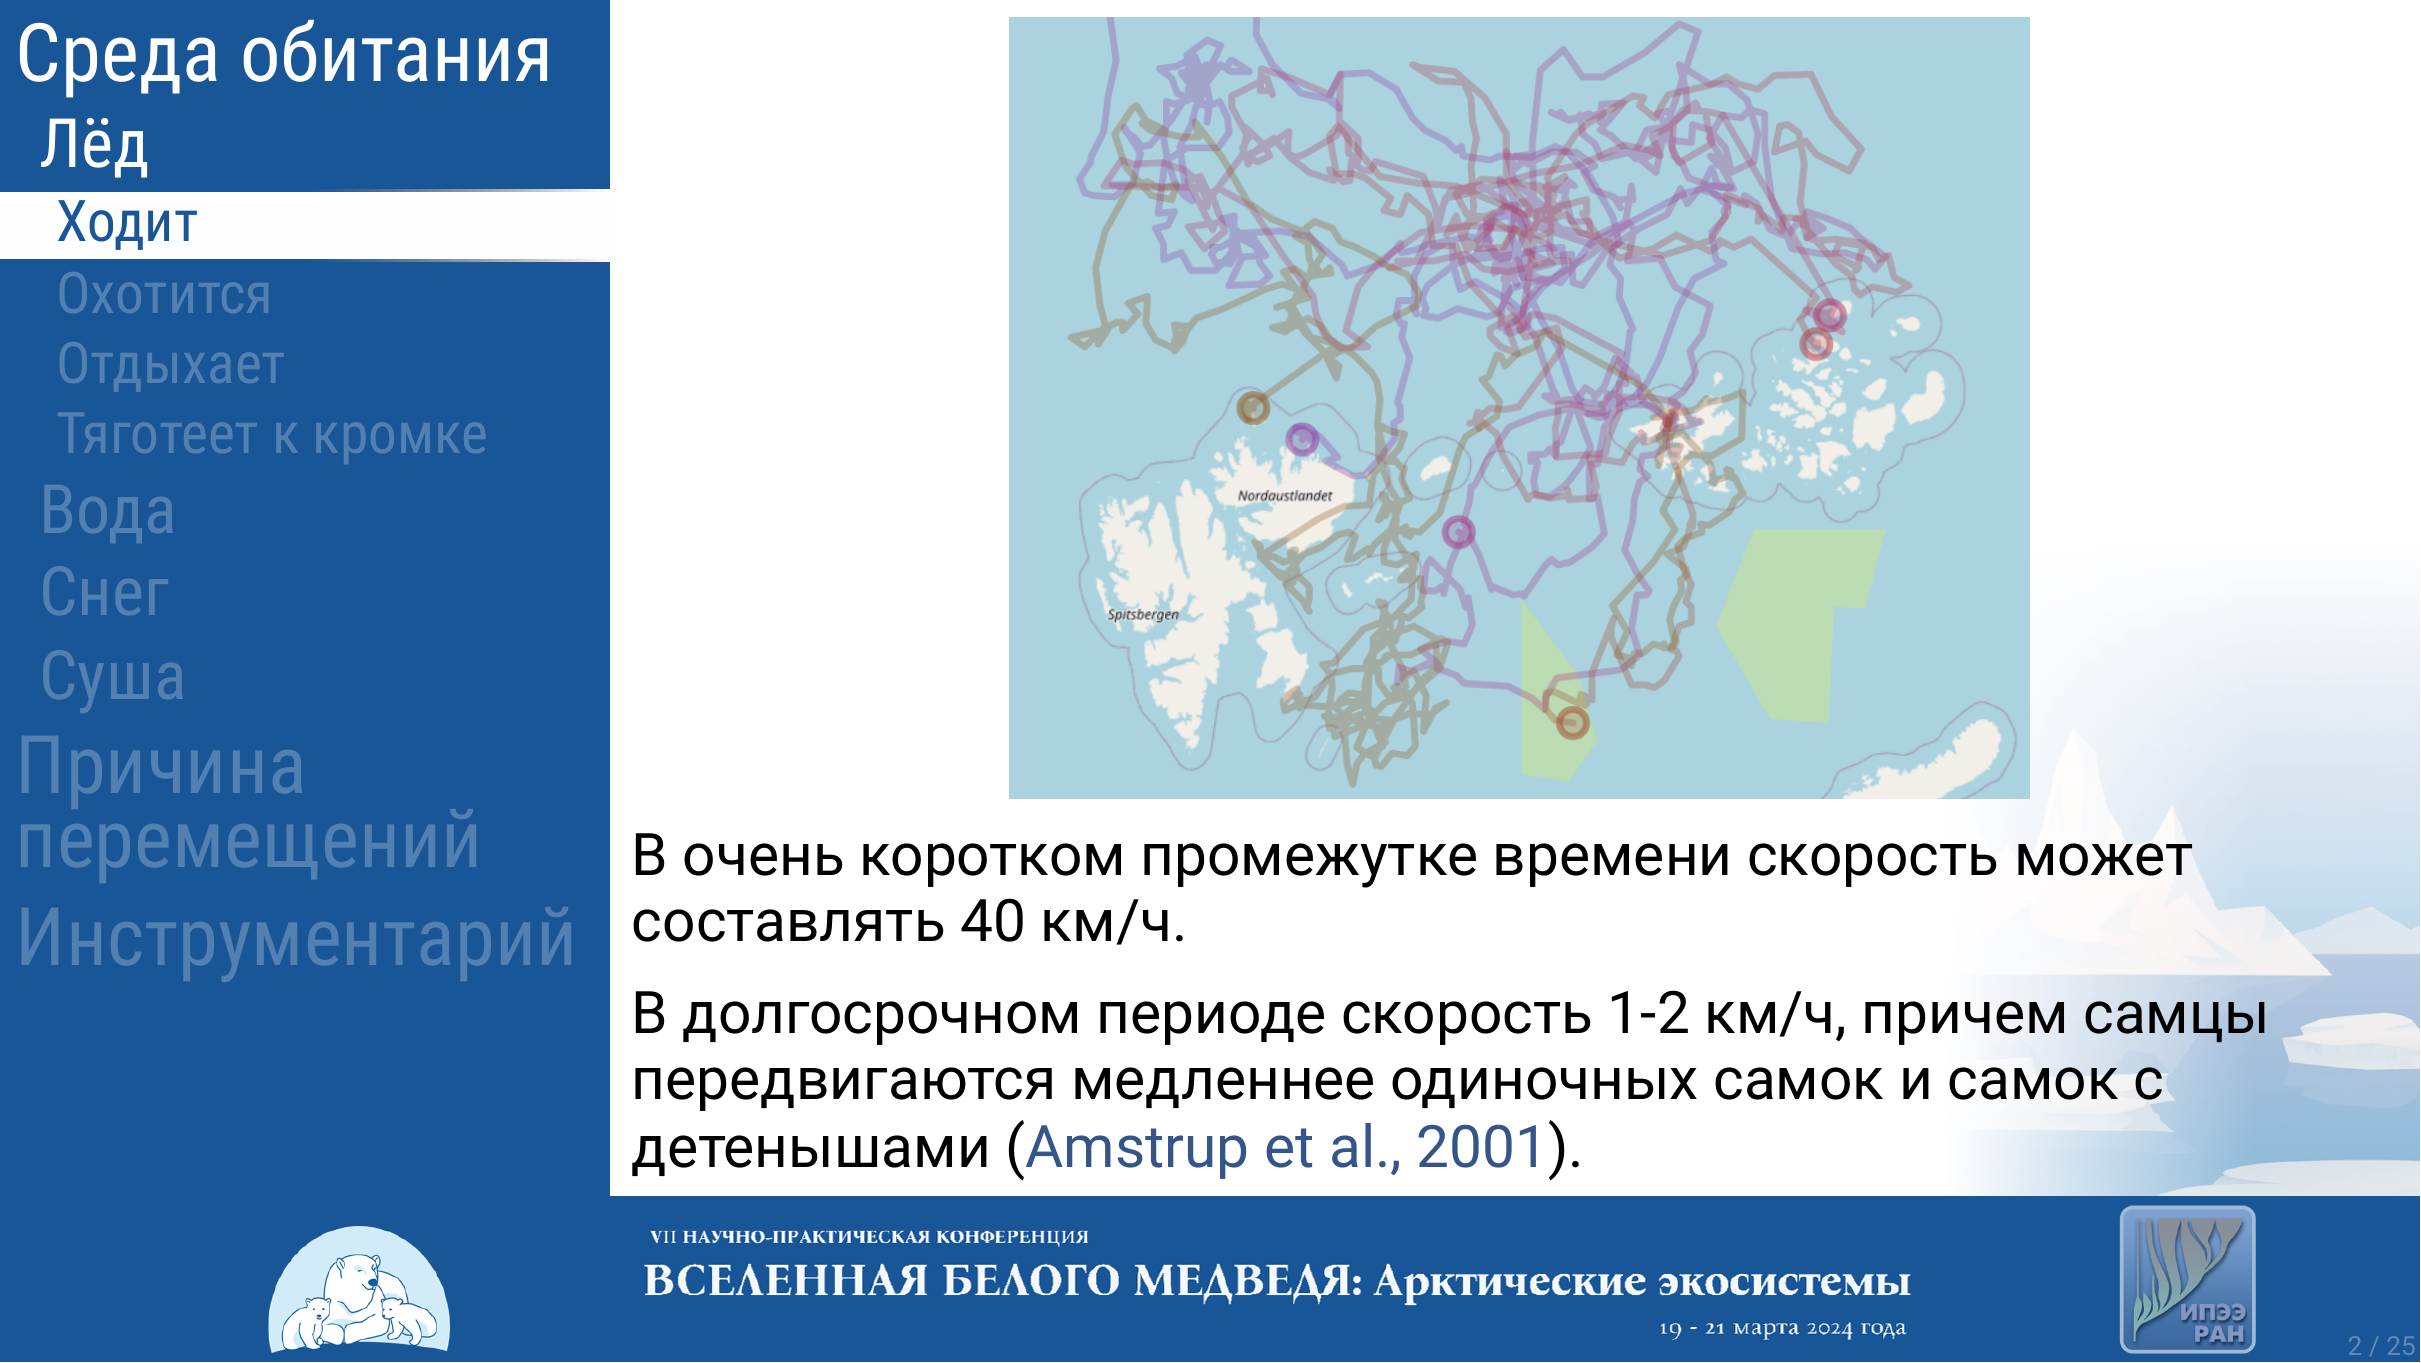 Среда обитания
Лёд
Ходит
Охотится
Отдыхает
Тяготеет к кромке
Вода
Снег
Суша
Причина
перемещений
Инструментарий
Nordaustlandet
Spitsbergen
В очень коротком промежутке времени скорость может
составлять 40 км/ч.
В долгосрочном периоде скорость 1-2 км/ч, причем самцы
передвигаются медленнее одиночных самок и самок с
детенышами (Amstrup et al., 2001).
VII НАУЧНО-ПРАКТИЧЕСКАЯ КОНФЕРЕНЦИЯ
ВСЕЛЕННАЯ БЕЛОГО МЕДВЕДЯ: Арктические экосистемы
19 - 21 марта 2024 года
ИПЭЭ
РАН
2 / 25